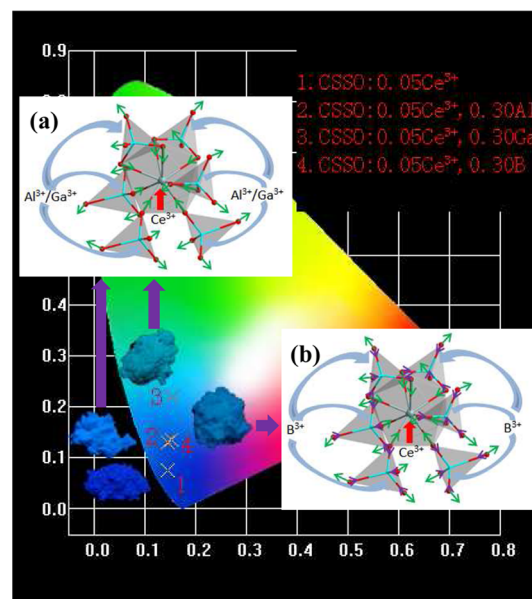 0.9
0.8
1.CSSO:0.05Ce³⁺
2.CSSO:0.05Ce³⁺,0.30Al
3.CSSO:0.05Ce³⁺,0.30Ga
4.CSSO:0.05Ce³⁺,0.30B
(a)
Al³⁺/Ga³⁺
Al³⁺/Ga³⁺
Ce³⁺
0.4
0.3
(b)
3
0.2
2
4
B³⁺
B³⁺
0.1
1
Ce³⁺
0.0
0.0 0.1 0.2 0.3 0.4 0.5 0.6 0.7 0.8